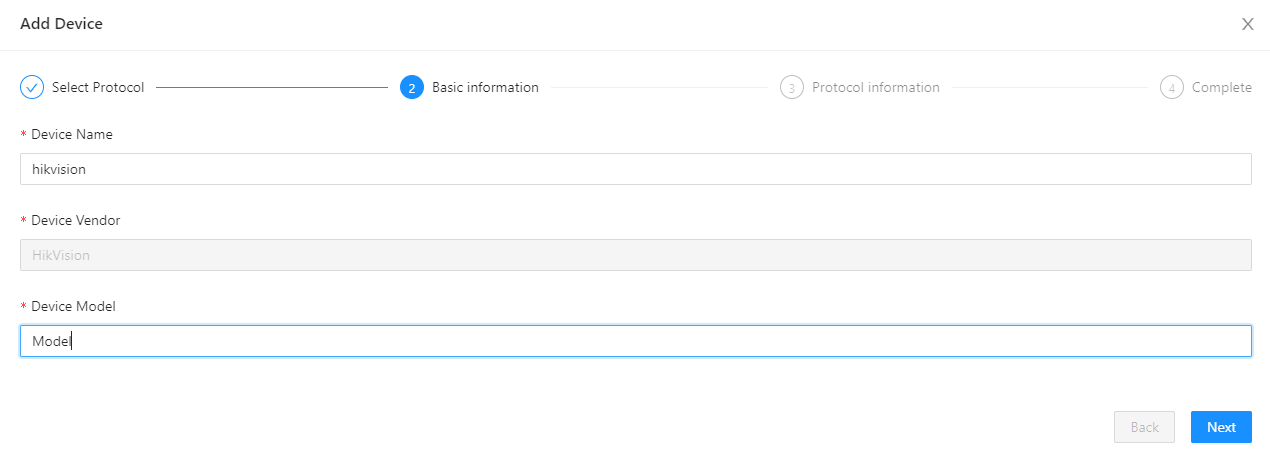 Add Device
Select Protocol 2 Basic information 3 Protocol information 4 Complete
* Device Name
hikvision
* Device Vendor
HikVision
* Device Model
Model
Back Next